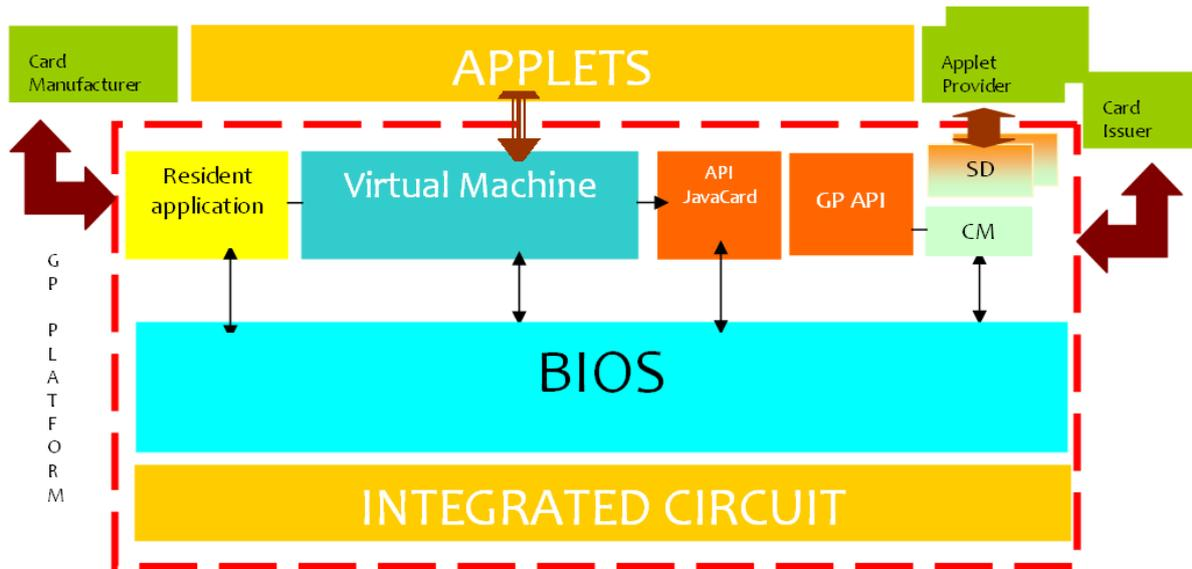 Card
Manufacturer
APPLETS
Applet
Provider
Card
Issuer
Resident
application
Virtual Machine
API
JavaCard
GP API
SD
CM
G
P
P
L
A
T
F
O
R
M
BIOS
INTEGRATED CIRCUIT